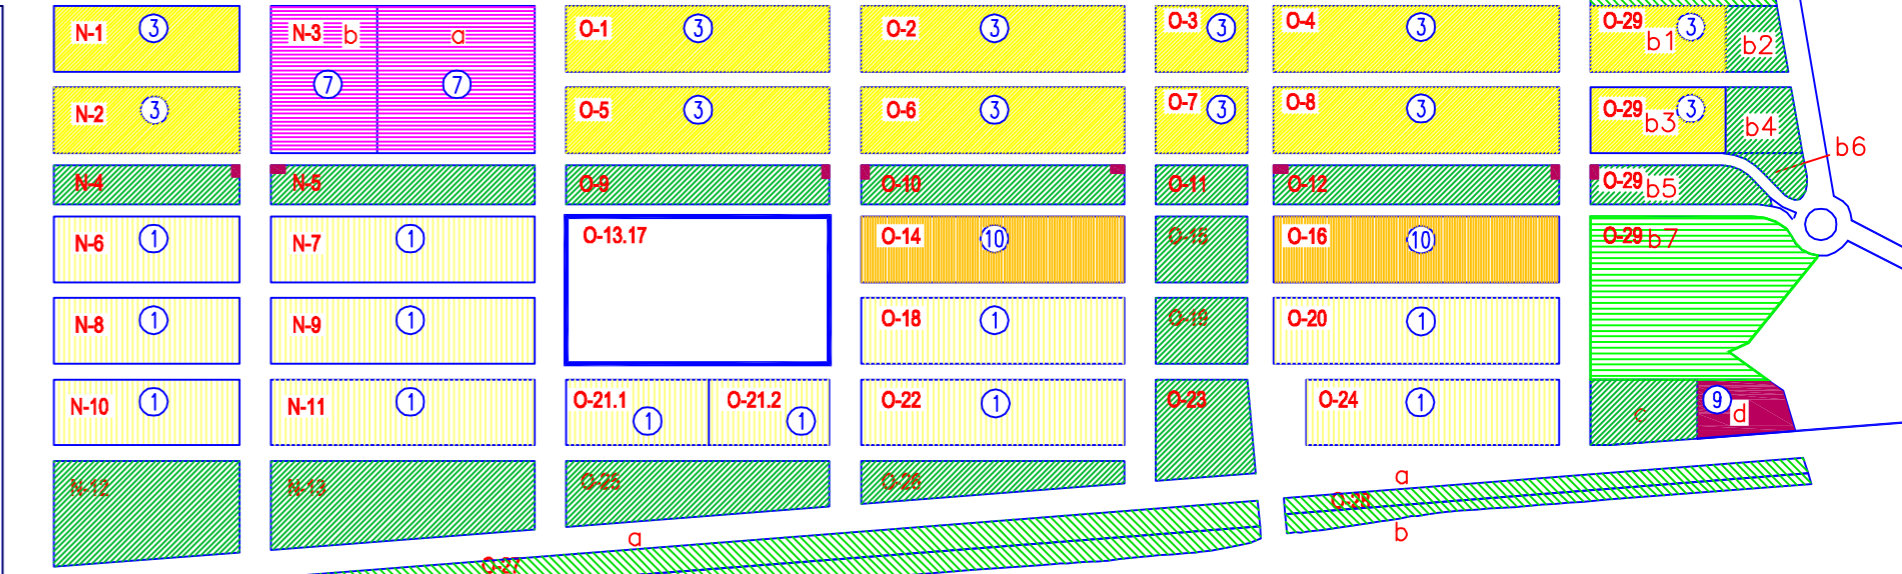 N-1 3
N-3 b a
7 7
O-1 3
O-2 3
O-3 3
O-4 3
O-29 3
b1 b2
N-2 3
O-5 3
O-6 3
O-7 3
O-8 3
O-29 3
b3 b4
b6
N-4
N-5
O-9
O-10
O-11
O-12
O-29 b5
N-6 1
N-7 1
O-13.17
O-14 10
O-15
O-16 10
O-29 b7
N-8 1
N-9 1
O-18 1
O-19
O-20 1
N-10 1
N-11 1
O-21.1 1
O-21.2 1
O-22 1
O-23
O-24 1
c
9 d
N-12
N-13
O-25
O-26
a
O-27
a
O-28
b